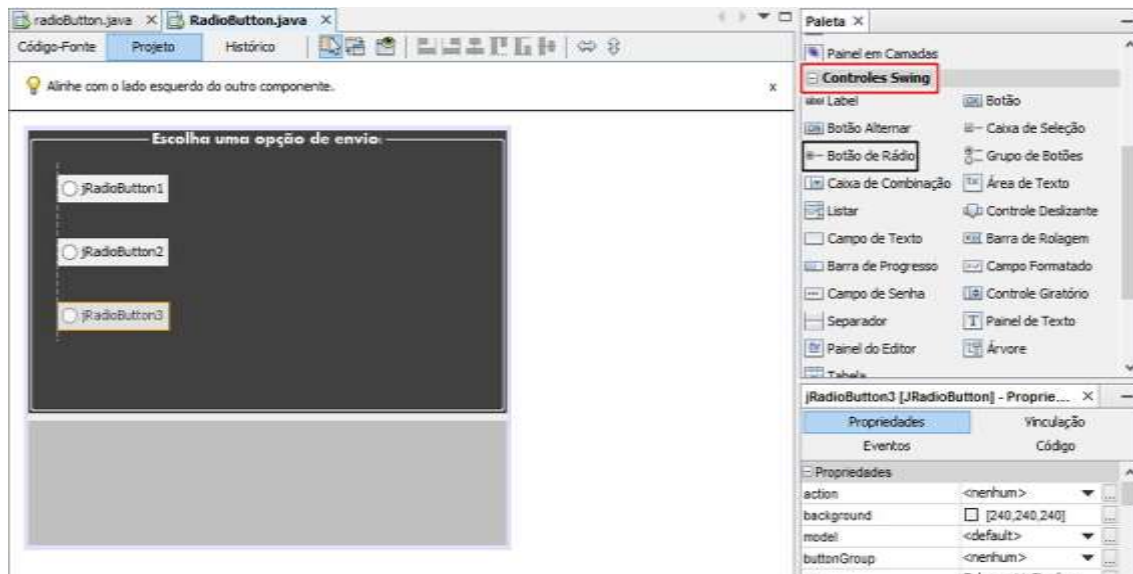 radioButton.java RadioButton.java
Código-Fonte Projeto Histórico
Alinhe com o lado esquerdo do outro componente. x
Escolha uma opção de envio:
jRadioButton1
jRadioButton2
jRadioButton3
Paleta
Painel em Camadas
Controles Swing
Label Botão
Botão Alternar Caixa de Seleção
Botão de Rádio Grupo de Botões
Caixa de Combinação Área de Texto
Listar Controle Deslizante
Campo de Texto Barra de Rolagem
Barra de Progresso Campo Formatado
Campo de Senha Controle Giratório
Separador Painel de Texto
Painel do Editor Árvore
Tabela
jRadioButton3 [JRadioButton] - Proprie...
Propriedades Vinculação
Eventos Código
Propriedades
action <nenhum>
background [240,240,240]
model <default>
buttonGroup <nenhum>